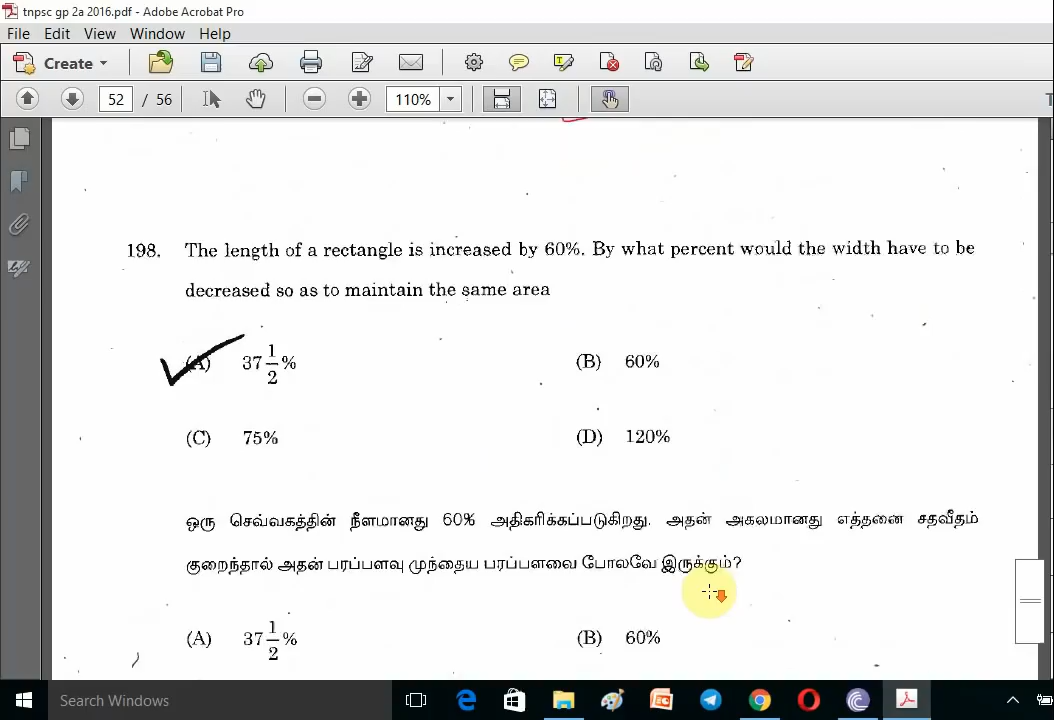 tnpsc gp 2a 2016.pdf - Adobe Acrobat Pro
File Edit View Window Help
Create
52 / 56 110%
198. The length of a rectangle is increased by 60%. By what percent would the width have to be
decreased so as to maintain the same area
(A) 37 1/2 % (B) 60%
(C) 75% (D) 120%
ஒரு செவ்வகத்தின் நீளமானது 60% அதிகரிக்கப்படுகிறது. அதன் அகலமானது எத்தனை சதவீதம்
குறைந்தால் அதன் பரப்பளவு முந்தைய பரப்பளவை போலவே இருக்கும்?
(A) 37 1/2 % (B) 60%
Search Windows